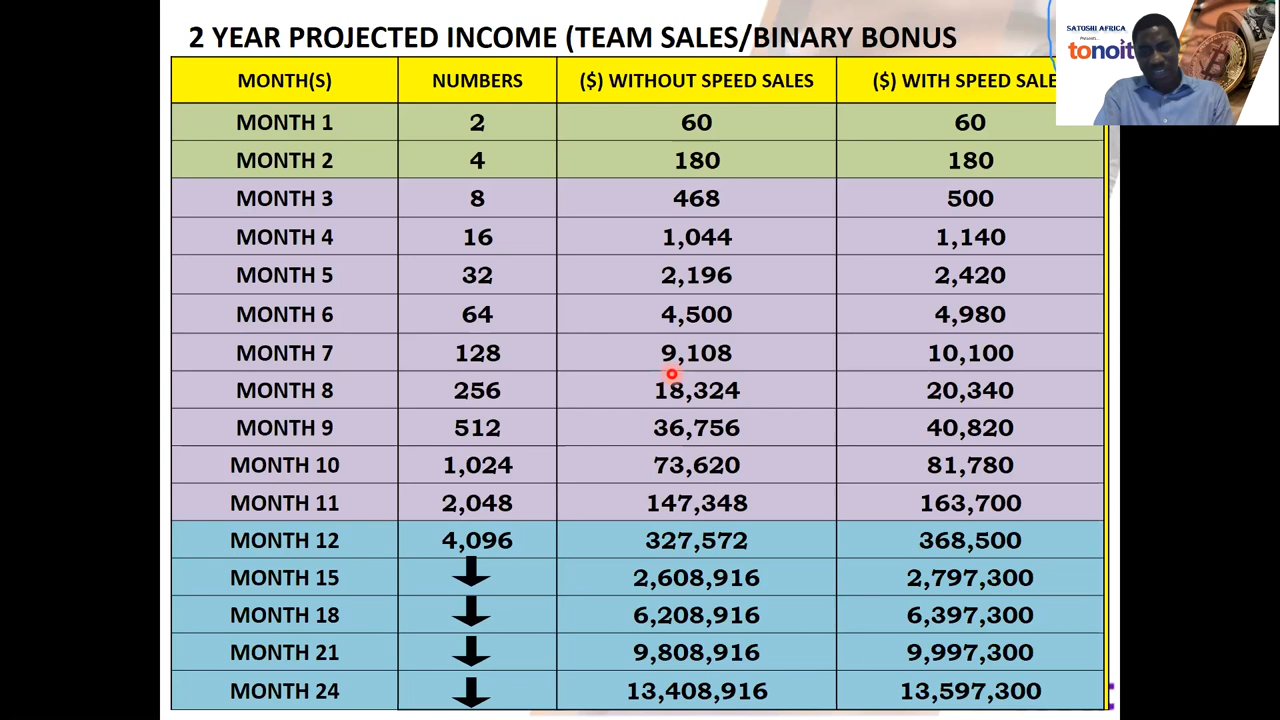 2 YEAR PROJECTED INCOME (TEAM SALES/BINARY BONUS
SATOSHI AFRICA
Presents...
tonoit
MONTH(S) NUMBERS ($) WITHOUT SPEED SALES ($) WITH SPEED SALE
MONTH 1 2 60 60
MONTH 2 4 180 180
MONTH 3 8 468 500
MONTH 4 16 1,044 1,140
MONTH 5 32 2,196 2,420
MONTH 6 64 4,500 4,980
MONTH 7 128 9,108 10,100
MONTH 8 256 18,324 20,340
MONTH 9 512 36,756 40,820
MONTH 10 1,024 73,620 81,780
MONTH 11 2,048 147,348 163,700
MONTH 12 4,096 327,572 368,500
MONTH 15 2,608,916 2,797,300
MONTH 18 6,208,916 6,397,300
MONTH 21 9,808,916 9,997,300
MONTH 24 13,408,916 13,597,300